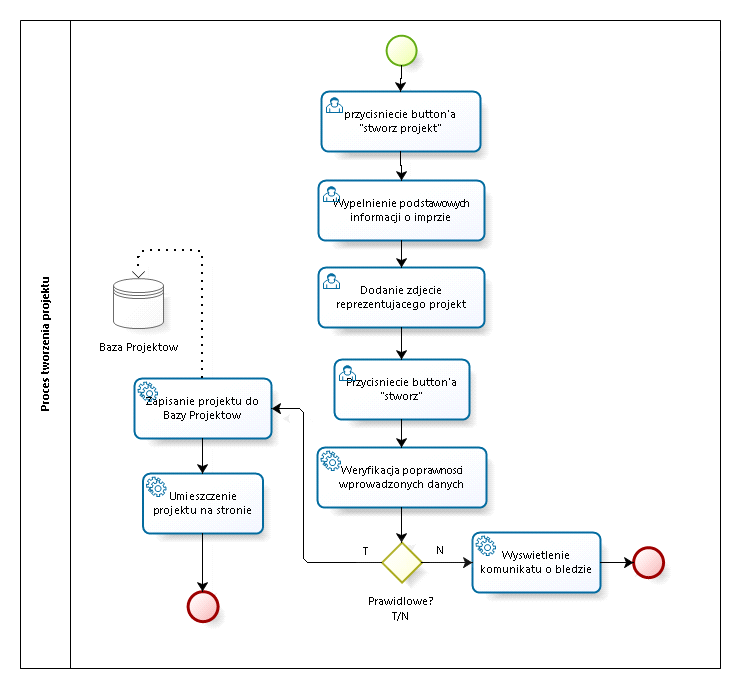 Proces tworzenia projektu
przycisniecie button'a
"stworz projekt"
Wypelnienie podstawowych
informacji o imprzie
Dodanie zdjecie
reprezentujacego projekt
Przycisniecie button'a
"stworz"
Weryfikacja poprawnosci
wprowadzonych danych
Prawidlowe?
T/N
T
N
Wyswietlenie
komunikatu o bledzie
Zapisanie projektu do
Bazy Projektow
Baza Projektow
Umieszczenie
projektu na stronie